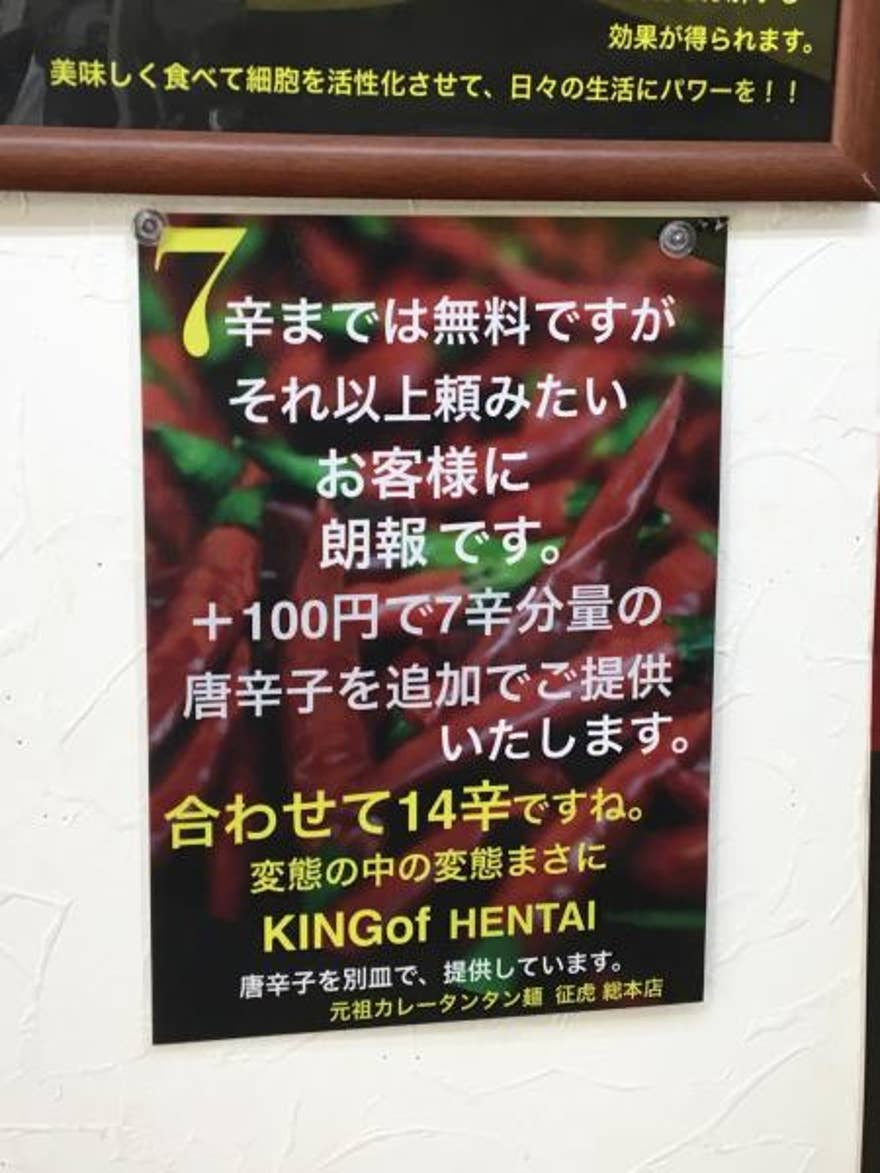 効果が得られます。
美味しく食べて細胞を活性化させて、日々の生活にパワーを！！
7辛までは無料ですが
それ以上頼みたい
お客様に
朗報です。
＋100円で7辛分量の
唐辛子を追加でご提供
いたします。
合わせて14辛ですね。
変態の中の変態まさに
KINGof HENTAI
唐辛子を別皿で、提供しています。
元祖カレータンタン麺 征虎 総本店